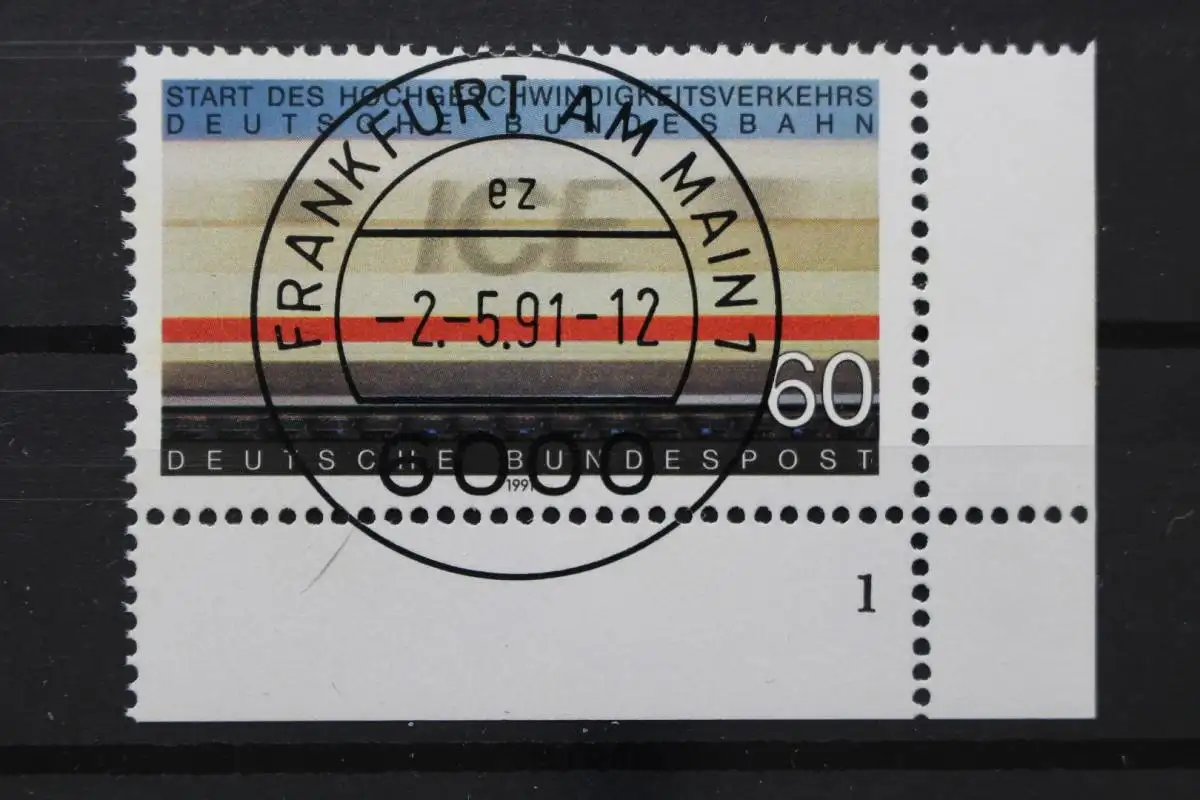 START DES HOCHGESCHWINDIGKEITSVERKEHRS
DEUTSCHE BUNDESBAHN
FRANKFURT AM MAIN 1
ez
ICE
-2.-5.91-12
60
6000
DEUTSCHE BUNDESPOST
1991
1